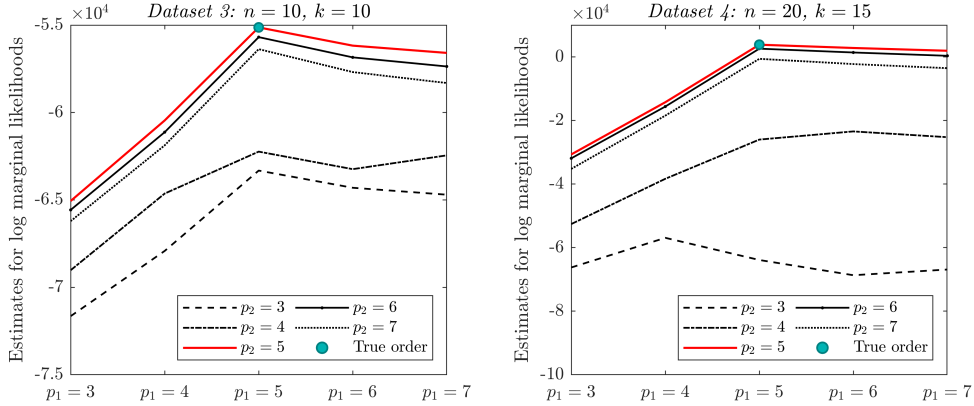 ×10⁴
Dataset 3: n = 10, k = 10
Estimates for log marginal likelihoods
-5.5
-6
-6.5
-7
-7.5
p₁ = 3
p₁ = 4
p₁ = 5
p₁ = 6
p₁ = 7
p₂ = 3
p₂ = 4
p₂ = 5
p₂ = 6
p₂ = 7
True order
×10⁴
Dataset 4: n = 20, k = 15
Estimates for log marginal likelihoods
0
-2
-4
-6
-8
-10
p₁ = 3
p₁ = 4
p₁ = 5
p₁ = 6
p₁ = 7
p₂ = 3
p₂ = 4
p₂ = 5
p₂ = 6
p₂ = 7
True order